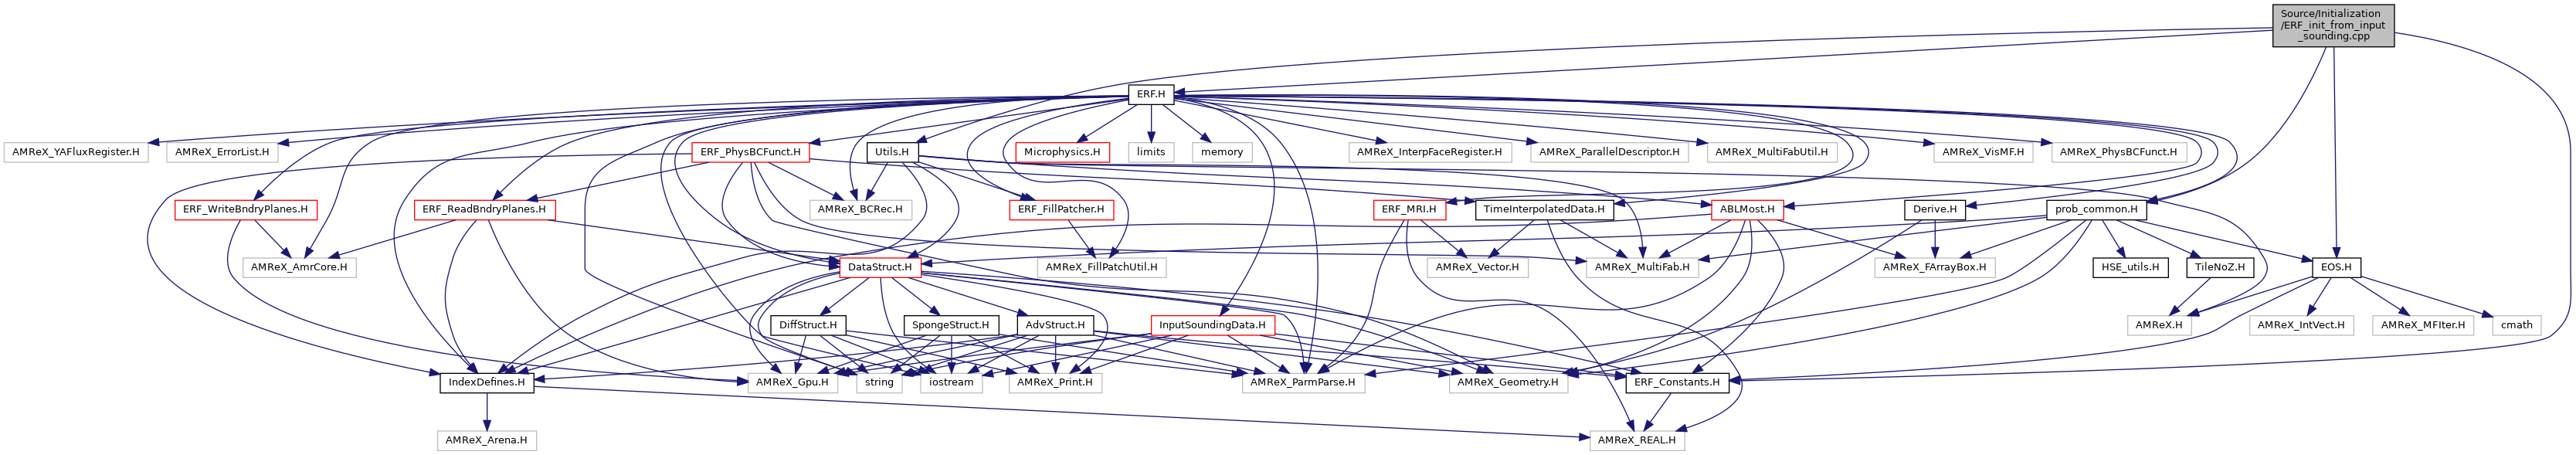 Source/Initialization
/ERF_init_from_input
_sounding.cpp
ERF.H
AMReX_YAFluxRegister.H
AMReX_ErrorList.H
ERF_PhysBCFunct.H
Utils.H
Microphysics.H
limits
memory
AMReX_InterpFaceRegister.H
AMReX_ParallelDescriptor.H
AMReX_MultiFabUtil.H
AMReX_VisMF.H
AMReX_PhysBCFunct.H
ERF_WriteBndryPlanes.H
ERF_ReadBndryPlanes.H
AMReX_BCRec.H
ERF_FillPatcher.H
ERF_MRI.H
TimeInterpolatedData.H
ABLMost.H
Derive.H
prob_common.H
AMReX_AmrCore.H
DataStruct.H
AMReX_FillPatchUtil.H
AMReX_Vector.H
AMReX_MultiFab.H
AMReX_FArrayBox.H
HSE_utils.H
TileNoZ.H
EOS.H
DiffStruct.H
SpongeStruct.H
AdvStruct.H
InputSoundingData.H
AMReX.H
AMReX_IntVect.H
AMReX_MFIter.H
cmath
IndexDefines.H
AMReX_Gpu.H
string
iostream
AMReX_Print.H
AMReX_ParmParse.H
AMReX_Geometry.H
ERF_Constants.H
AMReX_Arena.H
AMReX_REAL.H